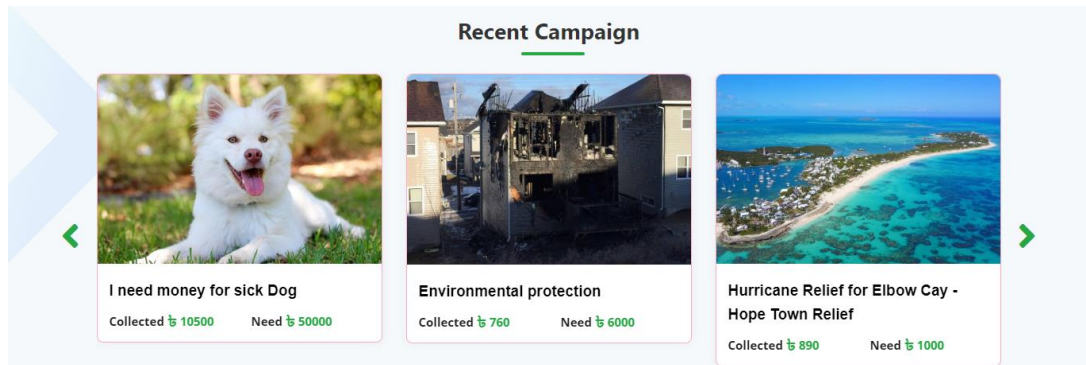 Recent Campaign
I need money for sick Dog
Collected ৳ 10500 Need ৳ 50000
Environmental protection
Collected ৳ 760 Need ৳ 6000
Hurricane Relief for Elbow Cay -
Hope Town Relief
Collected ৳ 890 Need ৳ 1000